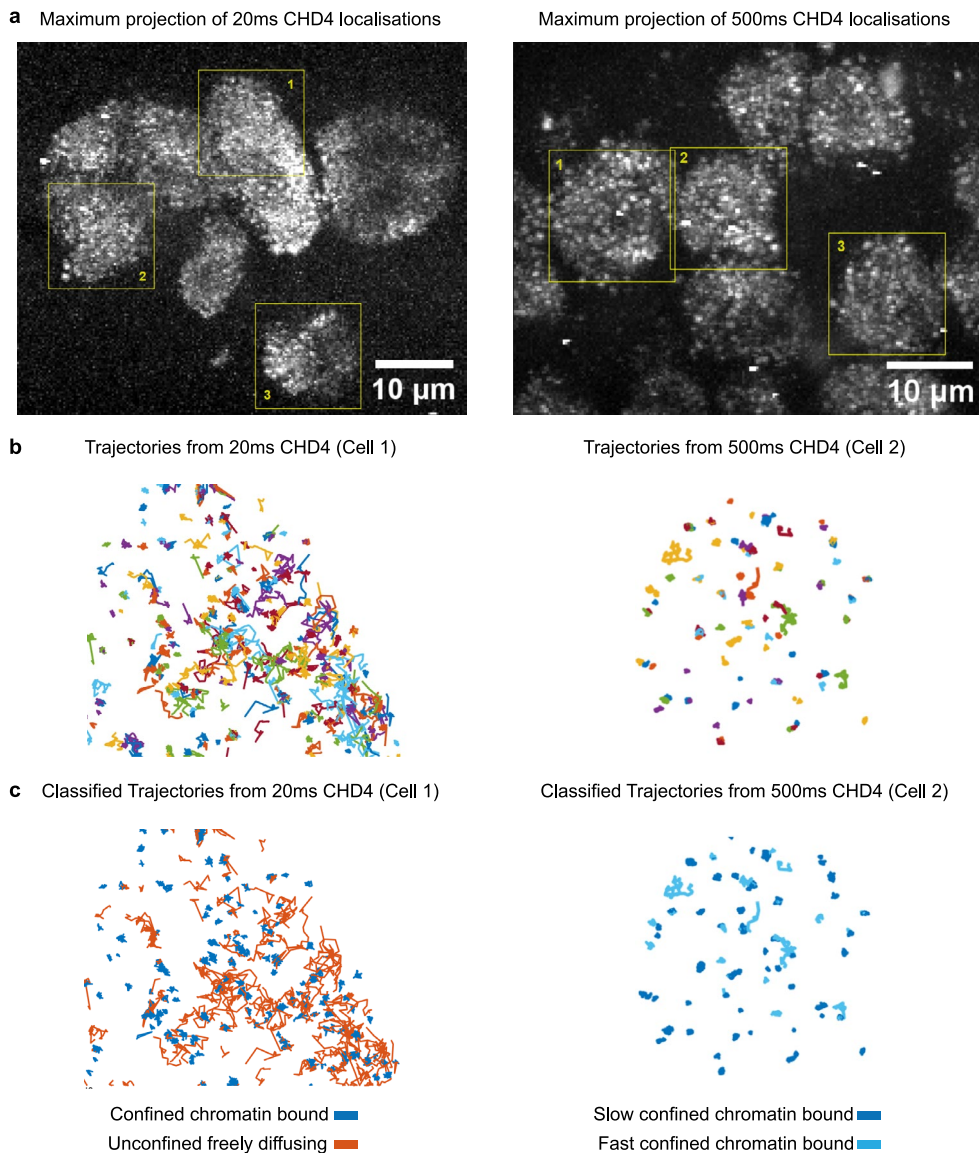 a Maximum projection of 20ms CHD4 localisations
Maximum projection of 500ms CHD4 localisations
1
2
3
10 µm
1
2
3
10 µm
b Trajectories from 20ms CHD4 (Cell 1)
Trajectories from 500ms CHD4 (Cell 2)
c Classified Trajectories from 20ms CHD4 (Cell 1)
Classified Trajectories from 500ms CHD4 (Cell 2)
Confined chromatin bound
Unconfined freely diffusing
Slow confined chromatin bound
Fast confined chromatin bound